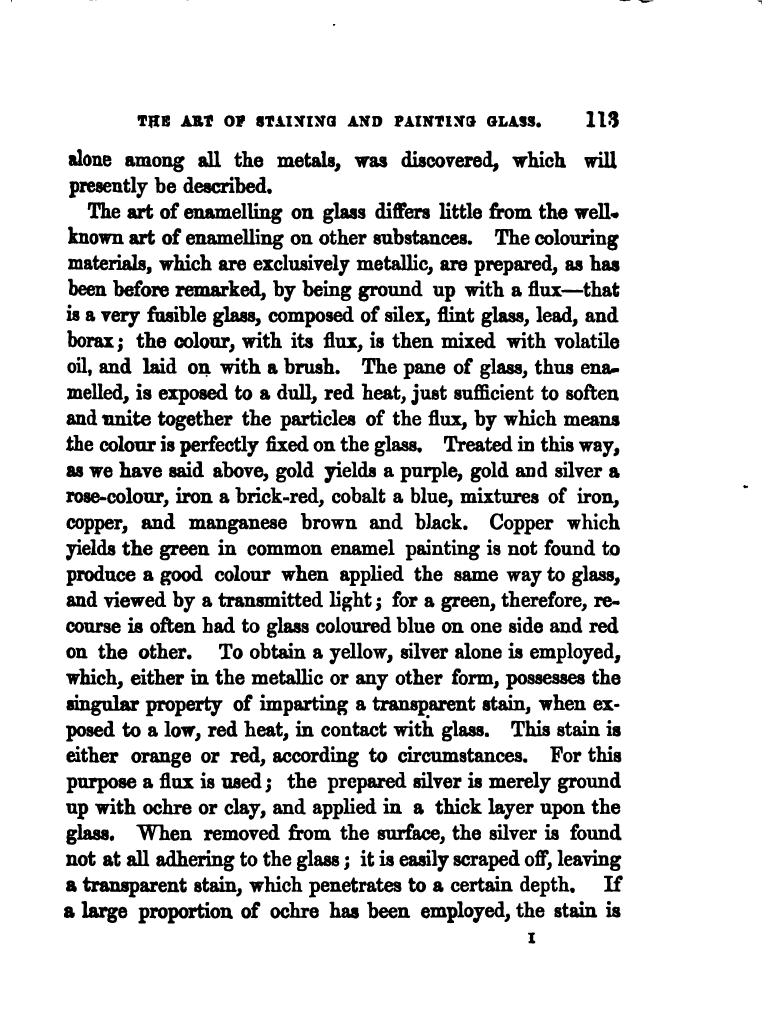 THE ART OF STAINING AND PAINTING GLASS. 113
alone among all the metals, was discovered, which will
presently be described.
The art of enamelling on glass differs little from the well-
known art of enamelling on other substances. The colouring
materials, which are exclusively metallic, are prepared, as has
been before remarked, by being ground up with a flux—that
is a very fusible glass, composed of silex, flint glass, lead, and
borax; the colour, with its flux, is then mixed with volatile
oil, and laid on with a brush. The pane of glass, thus ena-
melled, is exposed to a dull, red heat, just sufficient to soften
and unite together the particles of the flux, by which means
the colour is perfectly fixed on the glass. Treated in this way,
as we have said above, gold yields a purple, gold and silver a
rose-colour, iron a brick-red, cobalt a blue, mixtures of iron,
copper, and manganese brown and black. Copper which
yields the green in common enamel painting is not found to
produce a good colour when applied the same way to glass,
and viewed by a transmitted light; for a green, therefore, re-
course is often had to glass coloured blue on one side and red
on the other. To obtain a yellow, silver alone is employed,
which, either in the metallic or any other form, possesses the
singular property of imparting a transparent stain, when ex-
posed to a low, red heat, in contact with glass. This stain is
either orange or red, according to circumstances. For this
purpose a flux is used; the prepared silver is merely ground
up with ochre or clay, and applied in a thick layer upon the
glass. When removed from the surface, the silver is found
not at all adhering to the glass; it is easily scraped off, leaving
a transparent stain, which penetrates to a certain depth. If
a large proportion of ochre has been employed, the stain is
I